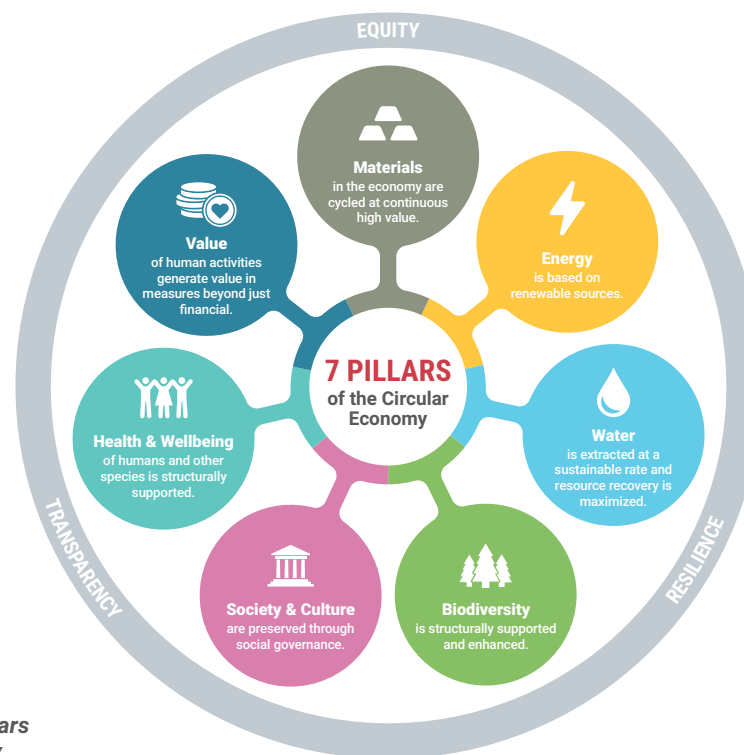 EQUITY
Materials
in the economy are
cycled at continuous
high value.
Energy
is based on
renewable sources.
Water
is extracted at a
sustainable rate and
resource recovery is
maximized.
Biodiversity
is structurally supported
and enhanced.
Society & Culture
are preserved through
social governance.
Health & Wellbeing
of humans and other
species is structurally
supported.
Value
of human activities
generate value in
measures beyond just
financial.
7 PILLARS
of the Circular
Economy
TRANSPARENCY
RESILIENCE